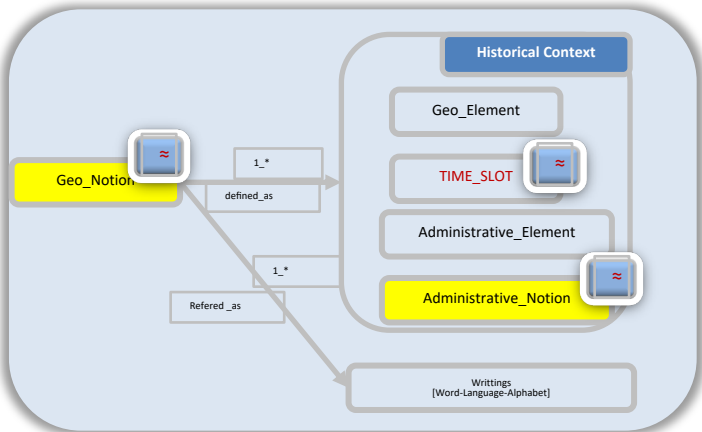 Historical Context
Geo_Element
≈
≈
1_*
TIME_SLOT
Geo_Notion
defined_as
Administrative_Element
1_*
≈
Administrative_Notion
Refered _as
Writtings
[Word-Language-Alphabet]